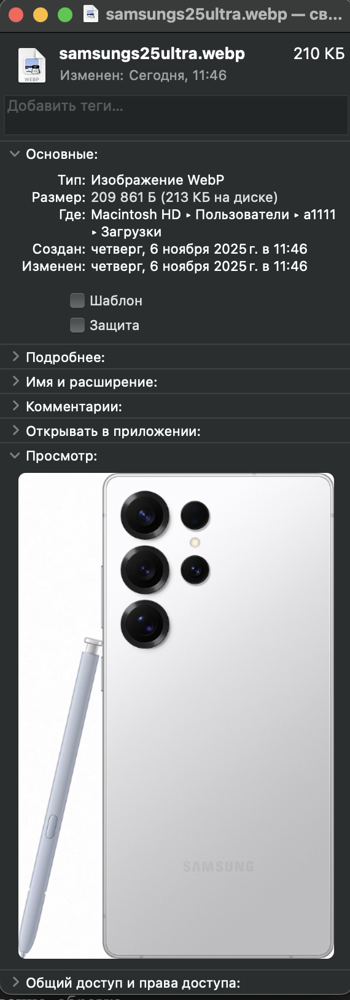 samsungs25ultra.webp — св...
samsungs25ultra.webp 210 КБ
Изменен: Сегодня, 11:46
WEBP
Добавить теги...
Основные:
Тип: Изображение WebP
Размер: 209 861 Б (213 КБ на диске)
Где: Macintosh HD ▸ Пользователи ▸ a1111
▸ Загрузки
Создан: четверг, 6 ноября 2025 г. в 11:46
Изменен: четверг, 6 ноября 2025 г. в 11:46
Шаблон
Защита
Подробнее:
Имя и расширение:
Комментарии:
Открывать в приложении:
Просмотр:
SAMSUNG
Общий доступ и права доступа: